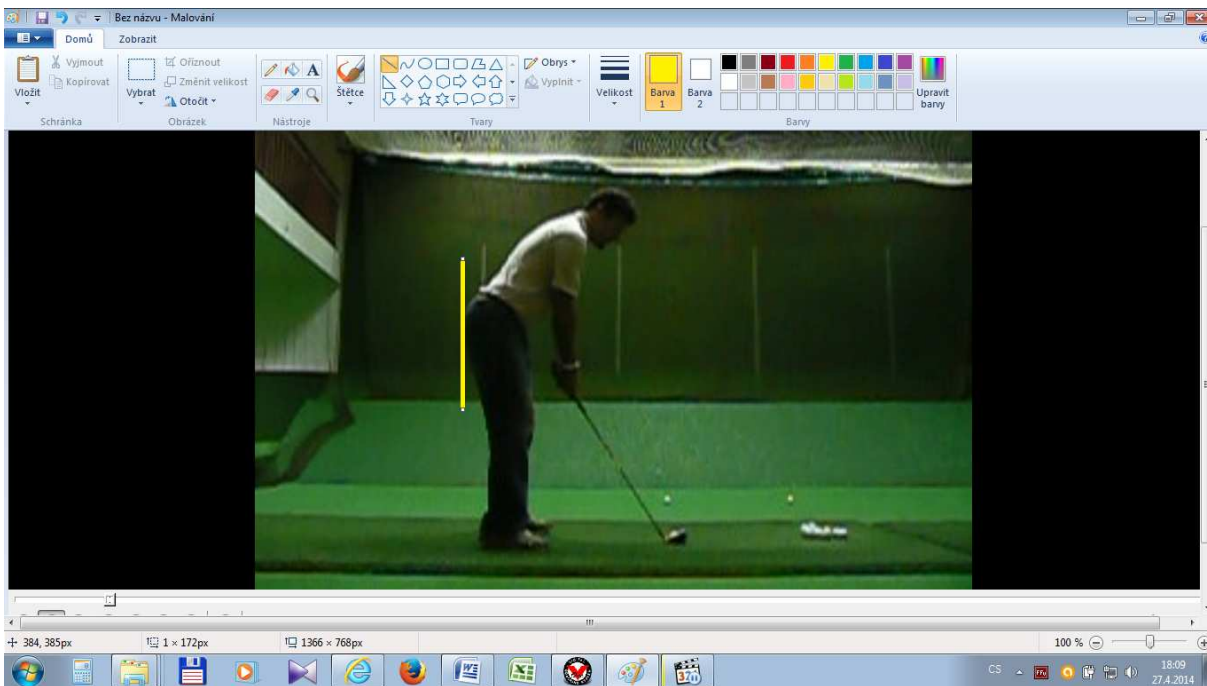 Bez názvu - Malování
Domů Zobrazit
Vložit
Vyjmout
Kopírovat
Schránka
Vybrat
Oříznout
Změnit velikost
Otočit
Obrázek
A
Nástroje
Štětce
Obrys
Vyplnit
Tvary
Velikost
Barva 1
Barva 2
Upravit barvy
Barvy
384, 385px
1 × 172px
1366 × 768px
100 %
CS
18:09
27.4.2014